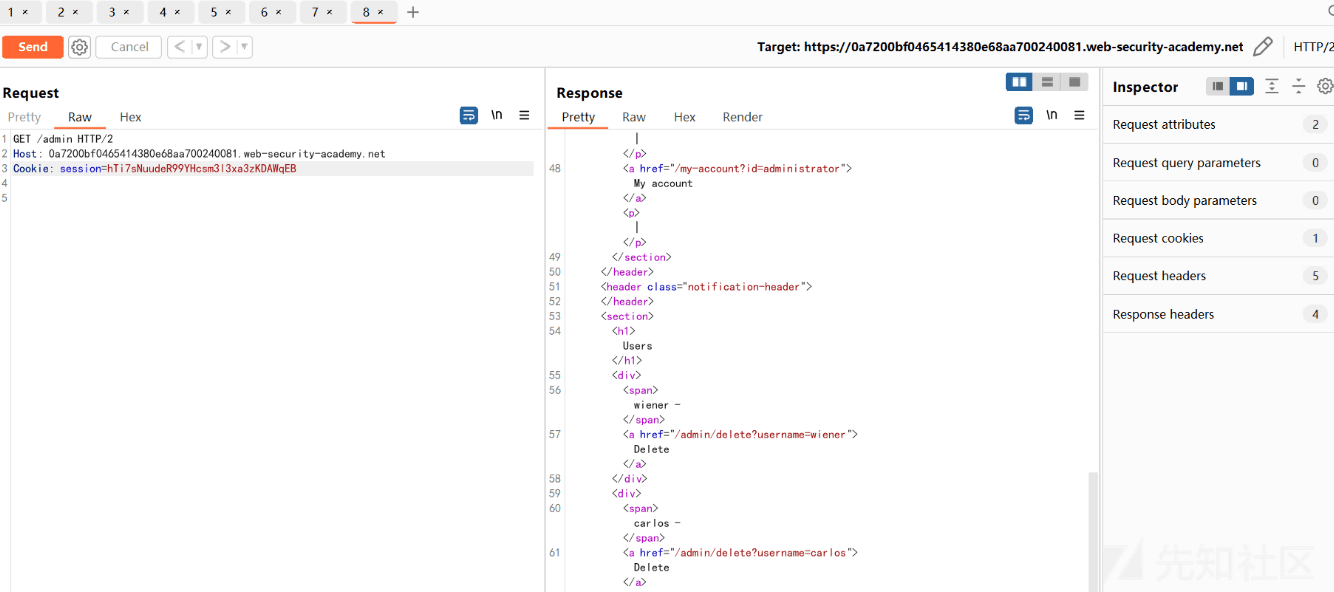 1 × 2 × 3 × 4 × 5 × 6 × 7 × 8 × +
Send Cancel < ▾ > ▾ Target: https://0a7200bf0465414380e68aa700240081.web-security-academy.net HTTP/2
Request
Pretty Raw Hex \n
1 GET /admin HTTP/2
2 Host: 0a7200bf0465414380e68aa700240081.web-security-academy.net
3 Cookie: session=hTi7sNuudeR99YHcsm3l3xa3zKDAWqEB
4
5
Response
Pretty Raw Hex Render \n
|
</p>
48 <a href="/my-account?id=administrator">
My account
</a>
<p>
|
</p>
49 </section>
50 </header>
51 <header class="notification-header">
52 </header>
53 <section>
54 <h1>
Users
</h1>
55 <div>
56 <span>
wiener -
</span>
57 <a href="/admin/delete?username=wiener">
Delete
</a>
58 </div>
59 <div>
60 <span>
carlos -
</span>
61 <a href="/admin/delete?username=carlos">
Delete
</a>
Inspector
Request attributes 2
Request query parameters 0
Request body parameters 0
Request cookies 1
Request headers 5
Response headers 4
先知社区